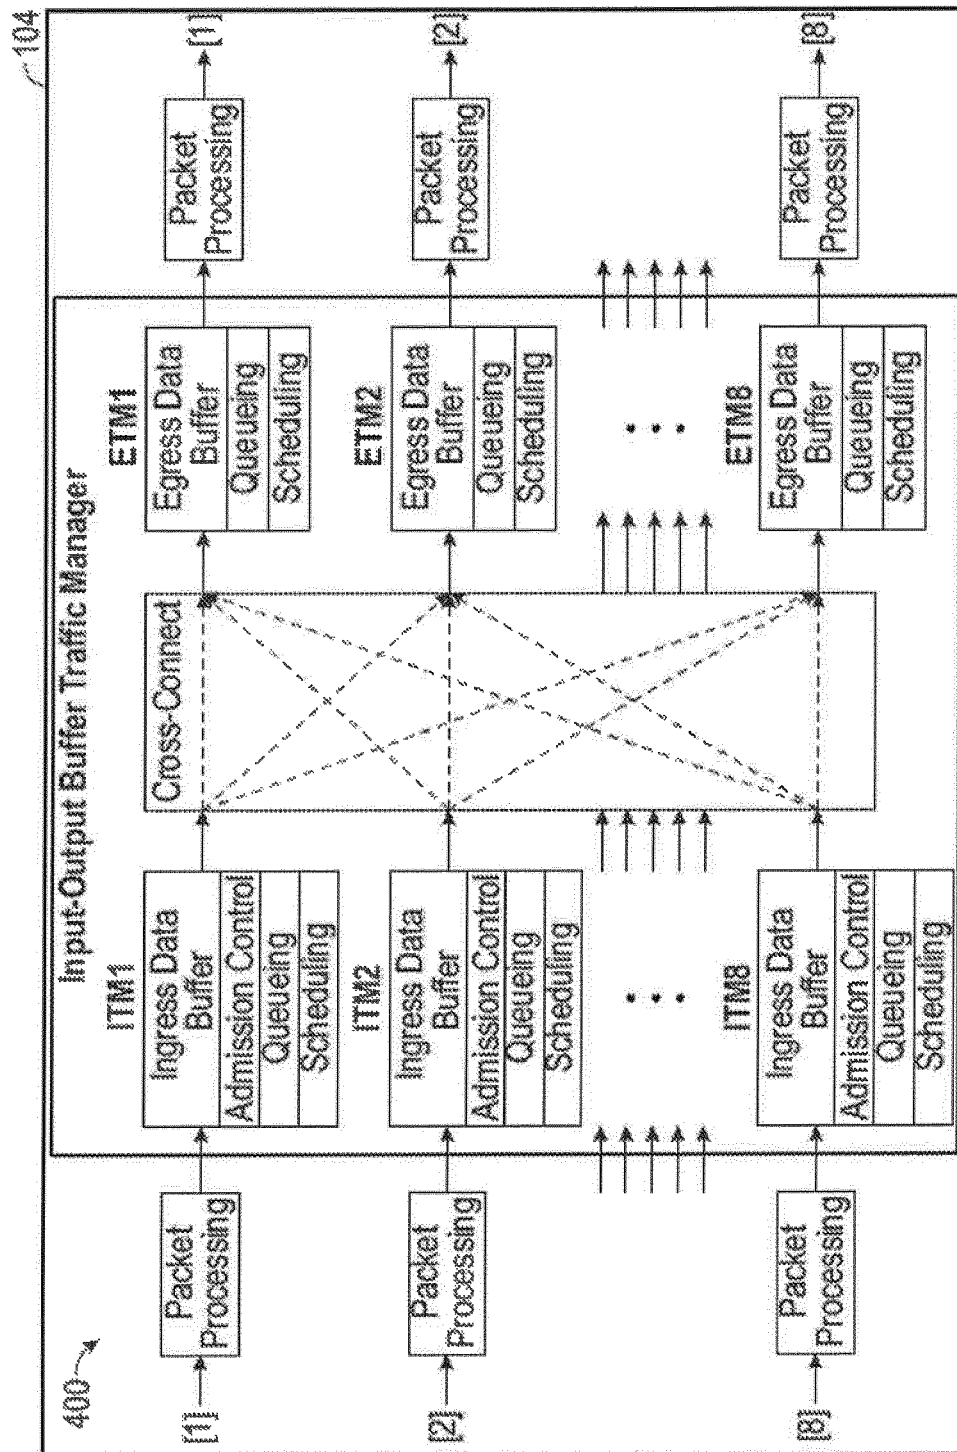 400
104
Input-Output Buffer Traffic Manager
[1]
Packet
Processing
ITM1
Ingress Data
Buffer
Admission Control
Queueing
Scheduling
Cross-Connect
ETM1
Egress Data
Buffer
Queueing
Scheduling
Packet
Processing
[1]
[2]
Packet
Processing
ITM2
Ingress Data
Buffer
Admission Control
Queueing
Scheduling
ETM2
Egress Data
Buffer
Queueing
Scheduling
Packet
Processing
[2]
[8]
Packet
Processing
ITM8
Ingress Data
Buffer
Admission Control
Queueing
Scheduling
ETM8
Egress Data
Buffer
Queueing
Scheduling
Packet
Processing
[8]